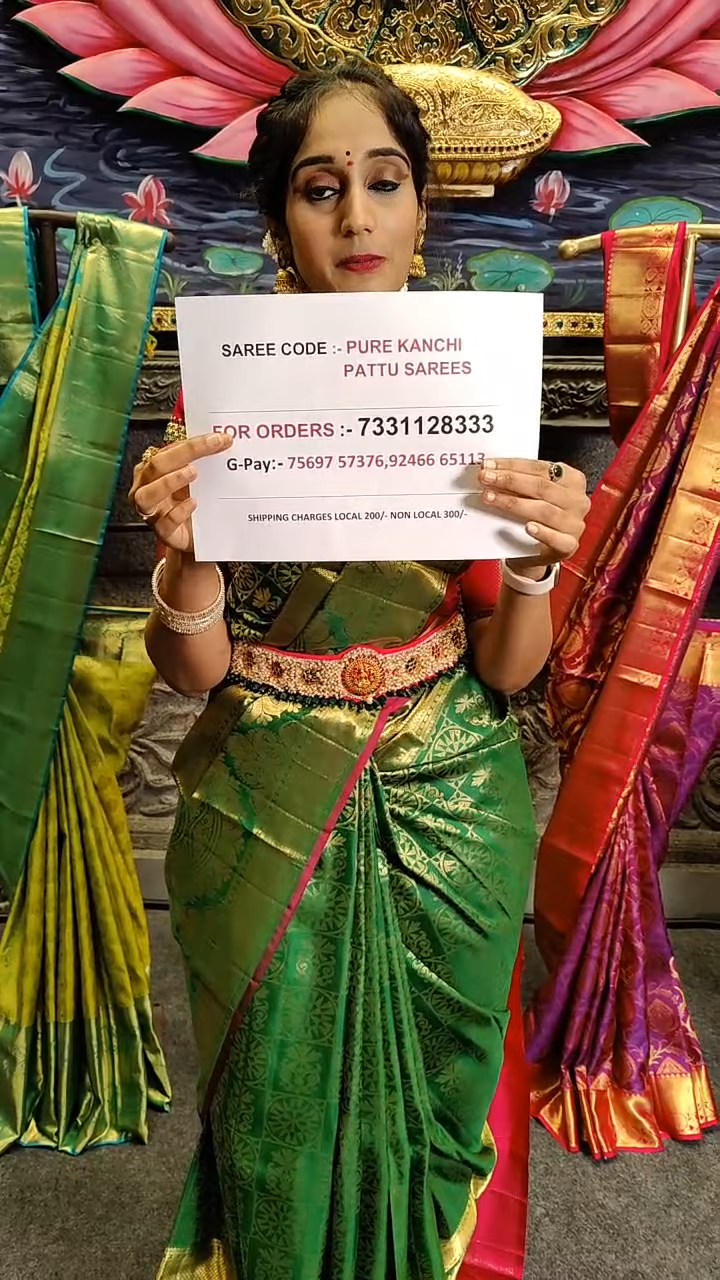 SAREE CODE :- PURE KANCHI
PATTU SAREES
FOR ORDERS :- 7331128333
G-Pay:- 75697 57376,92466 65113
SHIPPING CHARGES LOCAL 200/- NON LOCAL 300/-